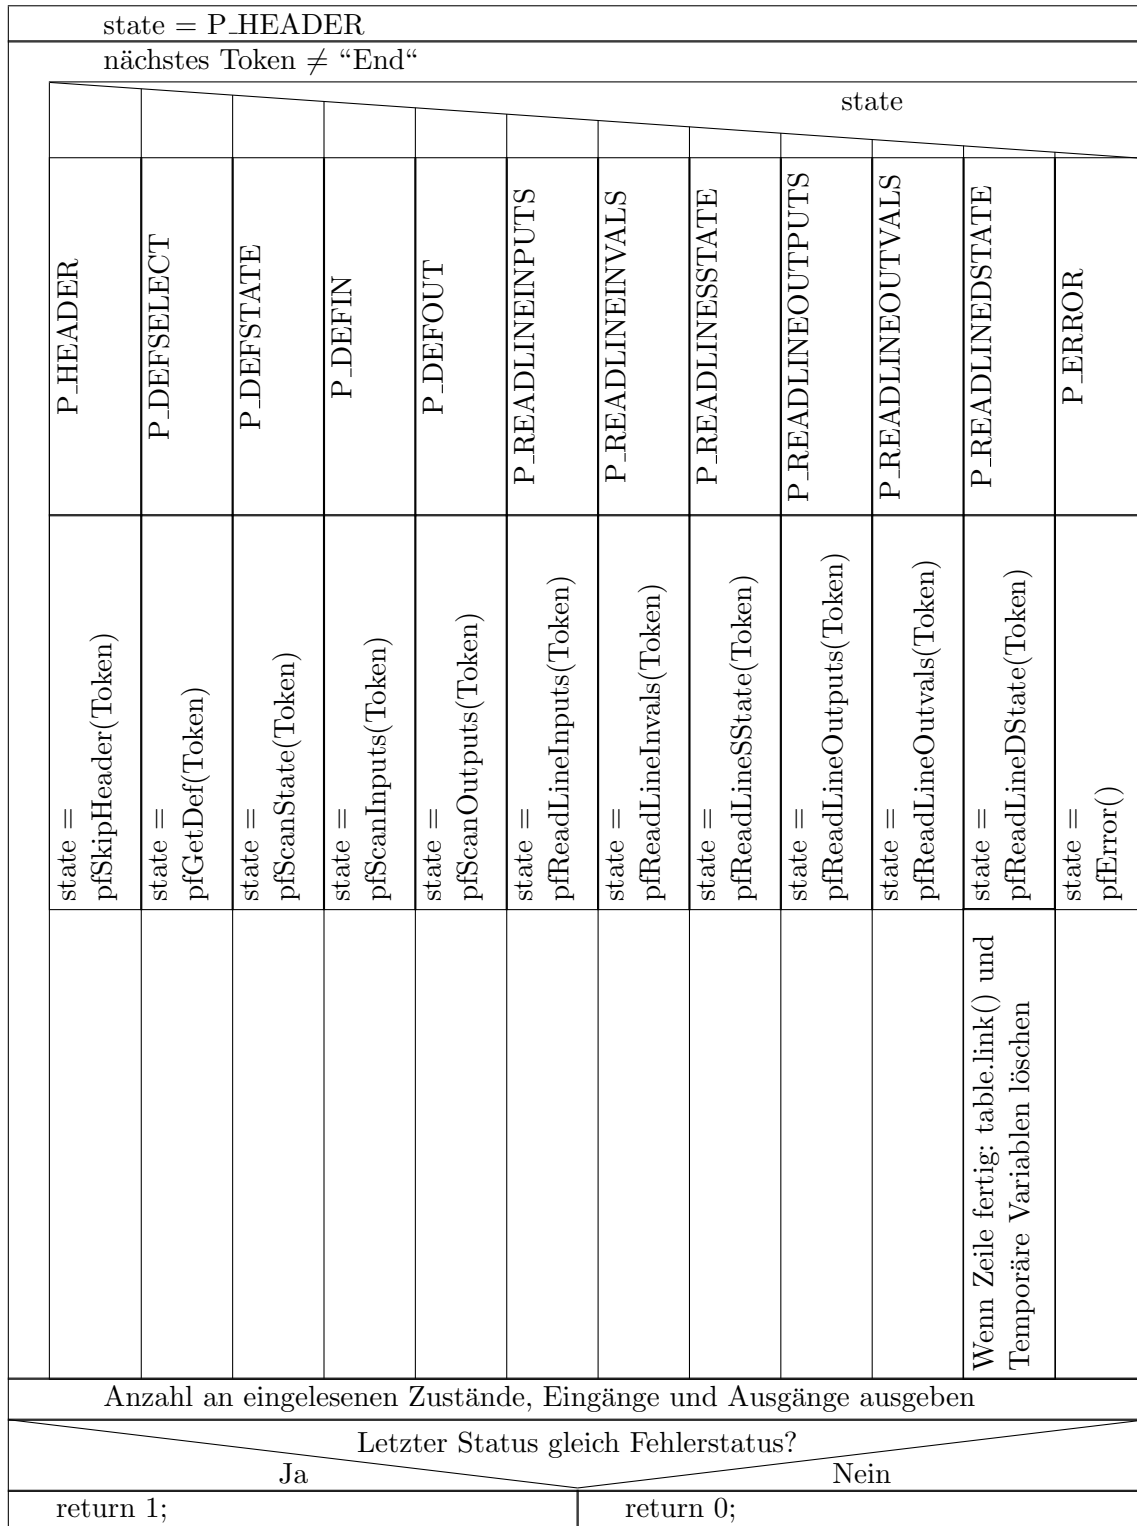 state = P_HEADER
nächstes Token ≠ “End“
state
P_HEADER
P_DEFSELECT
P_DEFSTATE
P_DEFIN
P_DEFOUT
P_READLINEINPUTS
P_READLINEINVALS
P_READLINESSTATE
P_READLINEOUTPUTS
P_READLINEOUTVALS
P_READLINEDSTATE
P_ERROR
state =
pfSkipHeader(Token)
state =
pfGetDef(Token)
state =
pfScanState(Token)
state =
pfScanInputs(Token)
state =
pfScanOutputs(Token)
state =
pfReadLineInputs(Token)
state =
pfReadLineInvals(Token)
state =
pfReadLineSState(Token)
state =
pfReadLineOutputs(Token)
state =
pfReadLineOutvals(Token)
state =
pfReadLineDState(Token)
state =
pfError()
Wenn Zeile fertig: table.link() und
Temporäre Variablen löschen
Anzahl an eingelesenen Zustände, Eingänge und Ausgänge ausgeben
Letzter Status gleich Fehlerstatus?
Ja
Nein
return 1;
return 0;